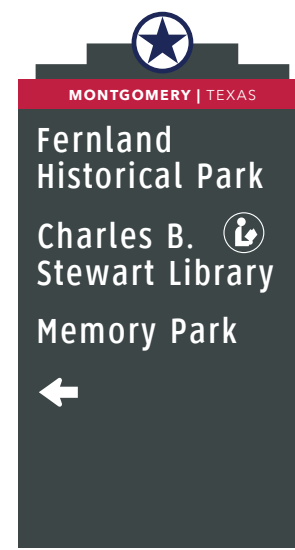 MONTGOMERY | TEXAS
Fernland
Historical Park
Charles B.
Stewart Library
Memory Park